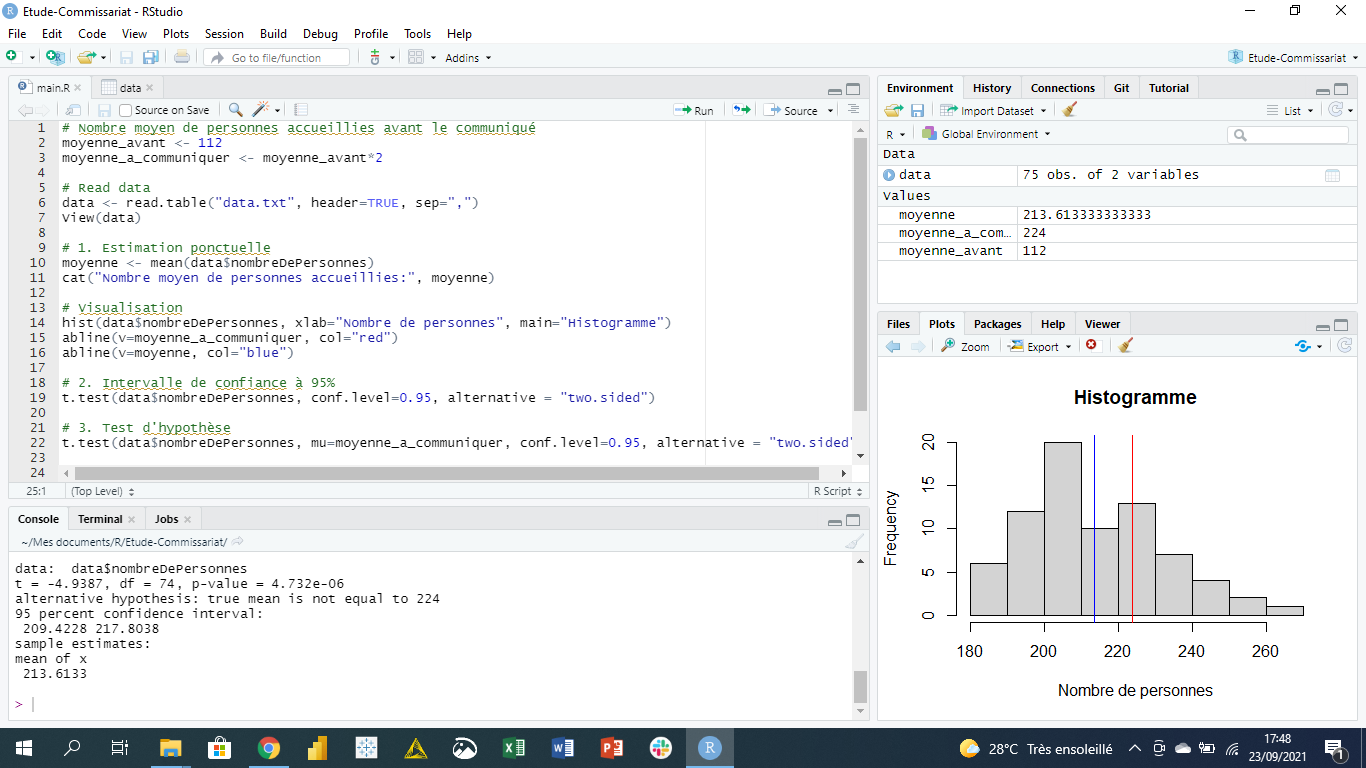 Etude-Commissariat - RStudio
File Edit Code View Plots Session Build Debug Profile Tools Help
Go to file/function Addins Etude-Commissariat
main.R data
Source on Save Run Source
1 # Nombre moyen de personnes accueillies avant le communiqué
2 moyenne_avant <- 112
3 moyenne_a_communiquer <- moyenne_avant*2
4
5 # Read data
6 data <- read.table("data.txt", header=TRUE, sep=",")
7 View(data)
8
9 # 1. Estimation ponctuelle
10 moyenne <- mean(data$nombreDePersonnes)
11 cat("Nombre moyen de personnes accueillies:", moyenne)
12
13 # Visualisation
14 hist(data$nombreDePersonnes, xlab="Nombre de personnes", main="Histogramme")
15 abline(v=moyenne_a_communiquer, col="red")
16 abline(v=moyenne, col="blue")
17
18 # 2. Intervalle de confiance à 95%
19 t.test(data$nombreDePersonnes, conf.level=0.95, alternative = "two.sided")
20
21 # 3. Test d'hypothèse
22 t.test(data$nombreDePersonnes, mu=moyenne_a_communiquer, conf.level=0.95, alternative = "two.sided"
23
24
25:1 (Top Level) R Script
Console Terminal Jobs
~/Mes documents/R/Etude-Commissariat/
data: data$nombreDePersonnes
t = -4.9387, df = 74, p-value = 4.732e-06
alternative hypothesis: true mean is not equal to 224
95 percent confidence interval:
209.4228 217.8038
sample estimates:
mean of x
213.6133
>
Environment History Connections Git Tutorial
Import Dataset List
R Global Environment
Data
data 75 obs. of 2 variables
Values
moyenne 213.613333333333
moyenne_a_com… 224
moyenne_avant 112
Files Plots Packages Help Viewer
Zoom Export
Histogramme
Frequency
20
15
10
5
0
180 200 220 240 260
Nombre de personnes
28°C Très ensoleillé
17:48
23/09/2021
1